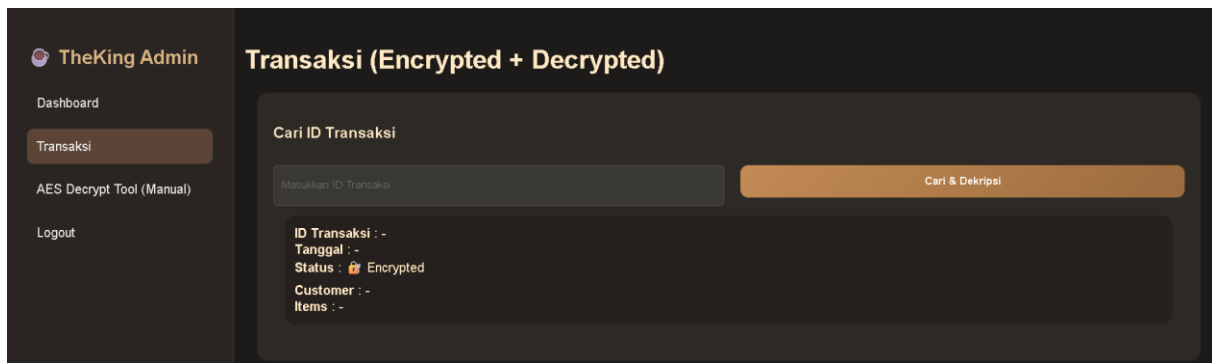 TheKing Admin
Dashboard
Transaksi
AES Decrypt Tool (Manual)
Logout
Transaksi (Encrypted + Decrypted)
Cari ID Transaksi
Masukkan ID Transaksi
Cari & Dekripsi
ID Transaksi : -
Tanggal : -
Status : 🔐 Encrypted
Customer : -
Items : -